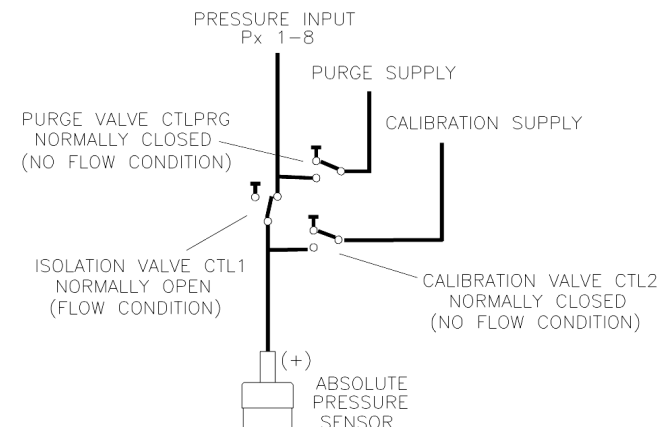 PRESSURE INPUT
Px 1-8
PURGE SUPPLY
PURGE VALVE CTLPRG
NORMALLY CLOSED
(NO FLOW CONDITION)
CALIBRATION SUPPLY
ISOLATION VALVE CTL1
NORMALLY OPEN
(FLOW CONDITION)
CALIBRATION VALVE CTL2
NORMALLY CLOSED
(NO FLOW CONDITION)
(+)
ABSOLUTE
PRESSURE
SENSOR